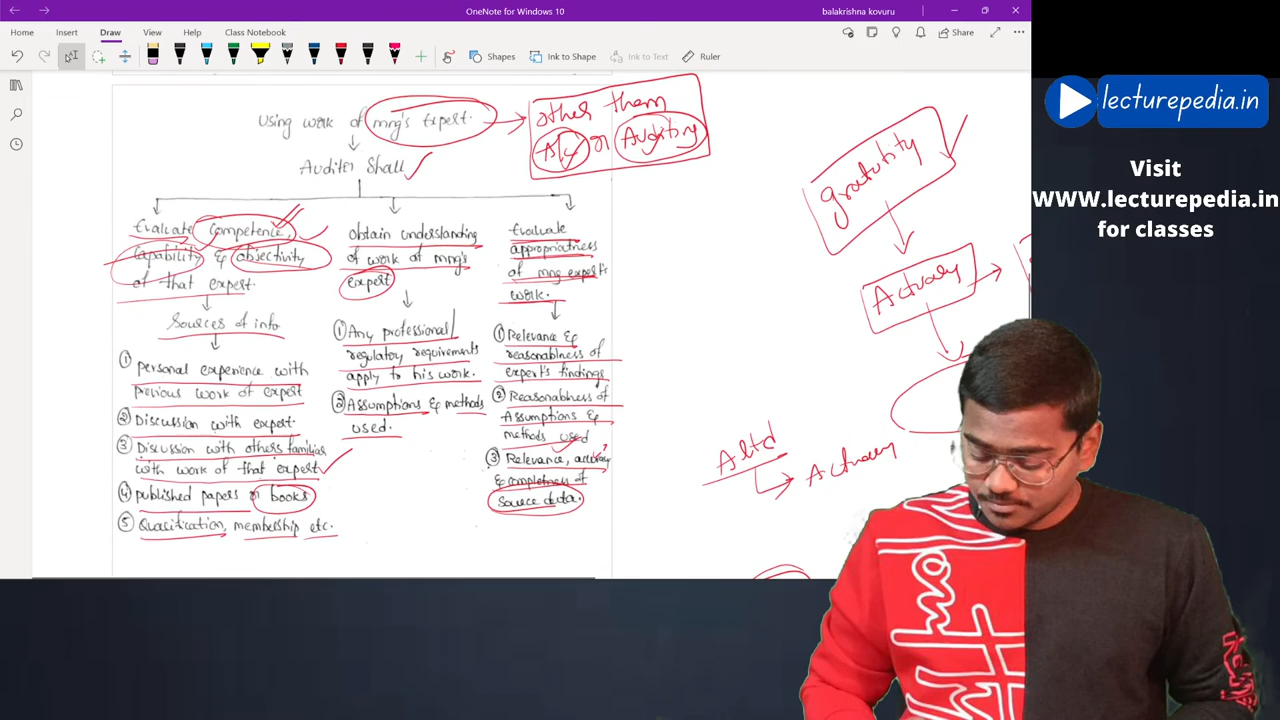 OneNote for Windows 10
balakrishna kovuru
Home Insert Draw View Help Class Notebook
Share
Shapes
Ink to Shape
Ink to Text
Ruler
using work of mng's Expert.
other than
A/c or Auditing
Auditor Shall
Evaluate Competence,
Capability & objectivity
of that expert.
Sources of info
① personal experience with
previous work of expert
② Discussion with expert.
③ Discussion with others familiar
with work of that expert
④ published papers or books
⑤ Qualification, membership etc.
obtain understanding
of work of mng's
expert
① Any professional/
regulatory requirements
apply to his work.
② Assumptions & methods
used.
Evaluate
appropriatness
of mng expert's
work.
① Relevance &
reasonablness of
expert's findings
② Reasonablness of
Assumptions &
methods used
③ Relevance, accuracy
& completness of
Source data.
gratutity
Actuary
A ltd
Actuary
lecturepedia.in
Visit
WWW.lecturepedia.in
for classes